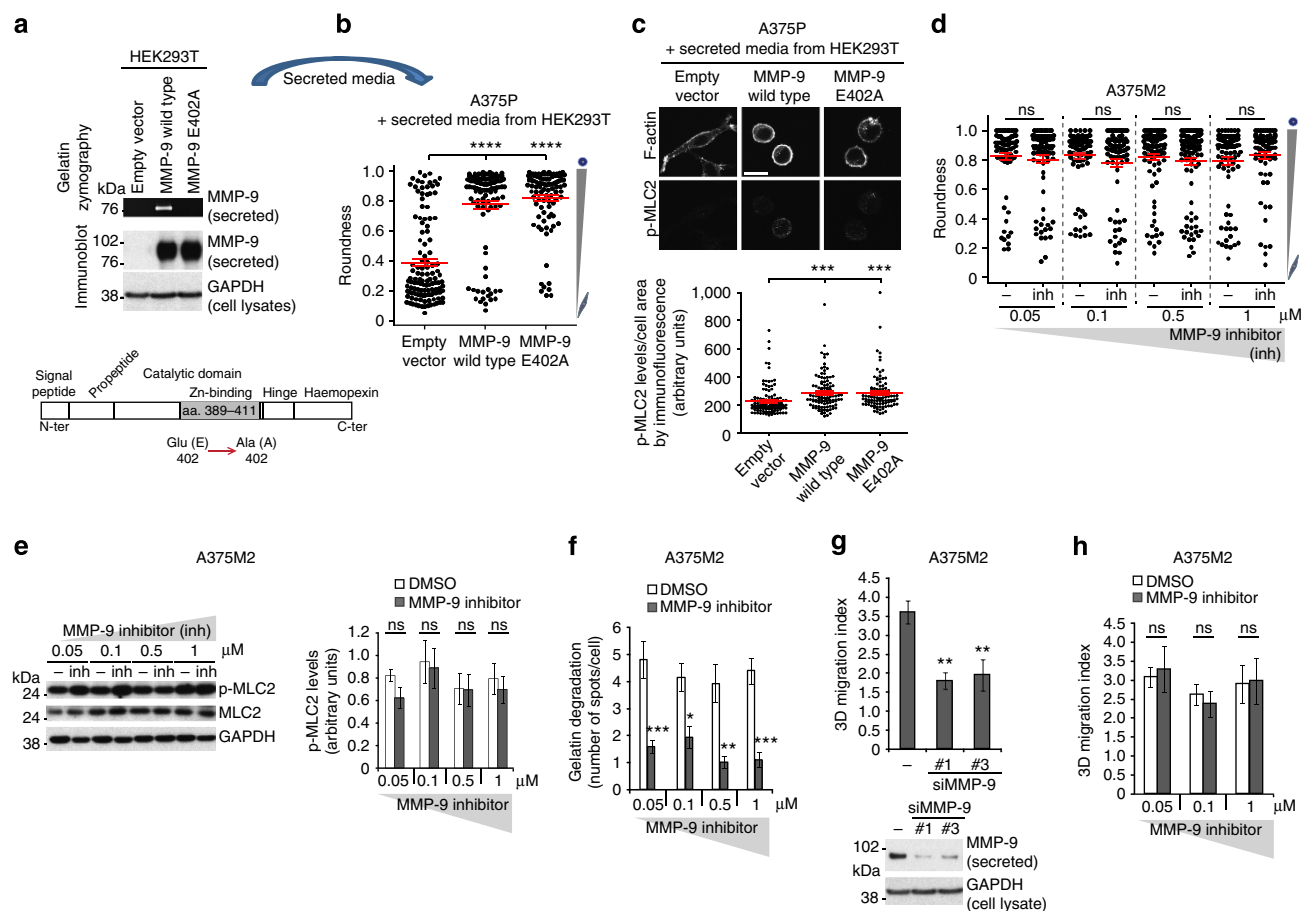 a
HEK293T
Empty vector
MMP-9 wild type
MMP-9 E402A
Gelatin zymography
kDa
76
MMP-9 (secreted)
Immunoblot
102
76
MMP-9 (secreted)
38
GAPDH (cell lysates)
Secreted media
Signal peptide
Propeptide
Catalytic domain
Zn-binding
Hinge
Haemopexin
aa. 389–411
N-ter
C-ter
Glu (E) 402
Ala (A) 402
b
A375P
+ secreted media from HEK293T
**** ****
Roundness
1.0
0.8
0.6
0.4
0.2
0
Empty vector
MMP-9 wild type
MMP-9 E402A
c
A375P
+ secreted media from HEK293T
Empty vector
MMP-9 wild type
MMP-9 E402A
F-actin
p-MLC2
*** ***
p-MLC2 levels/cell area by immunofluorescence (arbitrary units)
1,000
800
600
400
200
0
Empty vector
MMP-9 wild type
MMP-9 E402A
d
A375M2
ns ns ns ns
Roundness
1.0
0.8
0.6
0.4
0.2
0
– inh – inh – inh – inh
0.05 0.1 0.5 1 μM
MMP-9 inhibitor (inh)
e
A375M2
MMP-9 inhibitor (inh)
0.05 0.1 0.5 1 μM
– inh – inh – inh – inh
kDa
24 p-MLC2
24 MLC2
38 GAPDH
DMSO
MMP-9 inhibitor
ns ns ns ns
p-MLC2 levels (arbitrary units)
1.2
1.0
0.8
0.6
0.4
0.2
0
0.05 0.1 0.5 1 μM
MMP-9 inhibitor
f
A375M2
DMSO
MMP-9 inhibitor
Gelatin degradation (number of spots/cell)
6
5
4
3
2
1
0
*** * ** ***
0.05 0.1 0.5 1 μM
MMP-9 inhibitor
g
A375M2
3D migration index
4.5
4.0
3.5
3.0
2.5
2.0
1.5
1.0
0.5
0
** **
– #1 #3
siMMP-9
siMMP-9
– #1 #3
102
kDa
MMP-9 (secreted)
38
GAPDH (cell lysate)
h
A375M2
DMSO
MMP-9 inhibitor
ns ns ns
3D migration index
4.5
3.5
3.0
2.5
2.0
1.5
1.0
0.5
0
0.05 0.1 1 μM
MMP-9 inhibitor